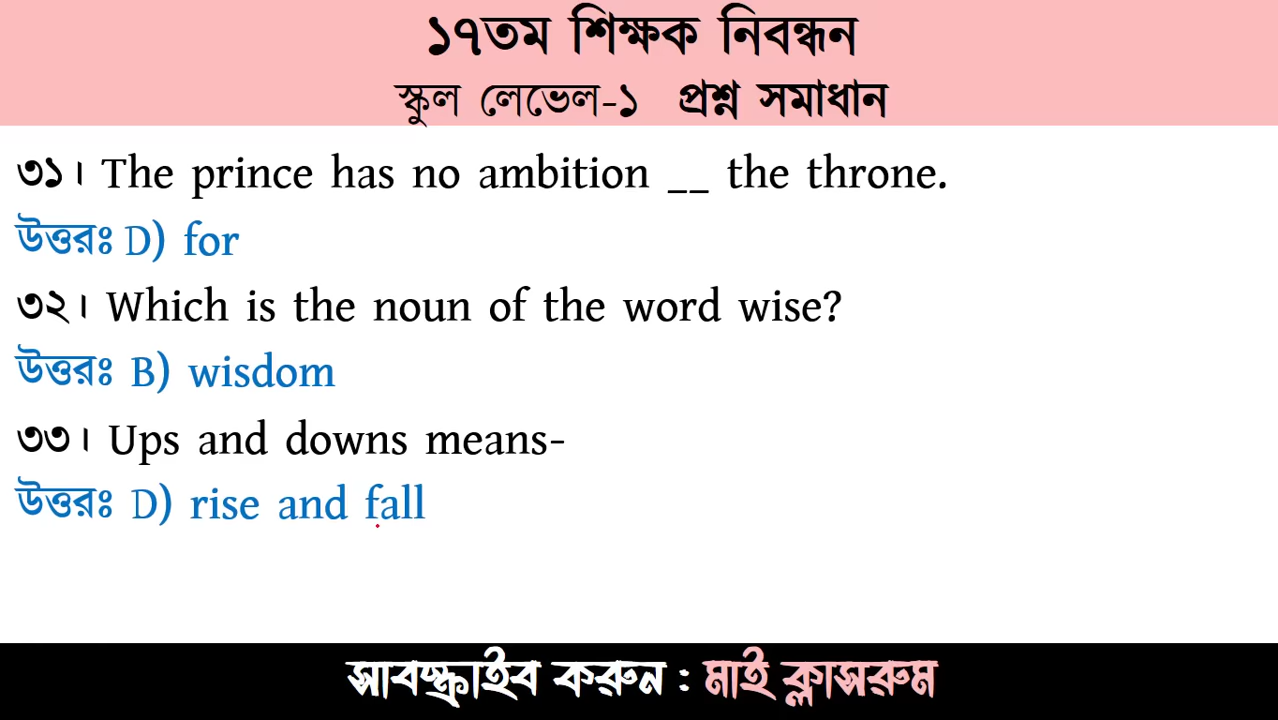 ১৭তম শিক্ষক নিবন্ধন
স্কুল লেভেল-১ প্রশ্ন সমাধান
৩১। The prince has no ambition __ the throne.
উত্তরঃ D) for
৩২। Which is the noun of the word wise?
উত্তরঃ B) wisdom
৩৩। Ups and downs means-
উত্তরঃ D) rise and fall
সাবস্ক্রাইব করুন : মাই ক্লাসরুম